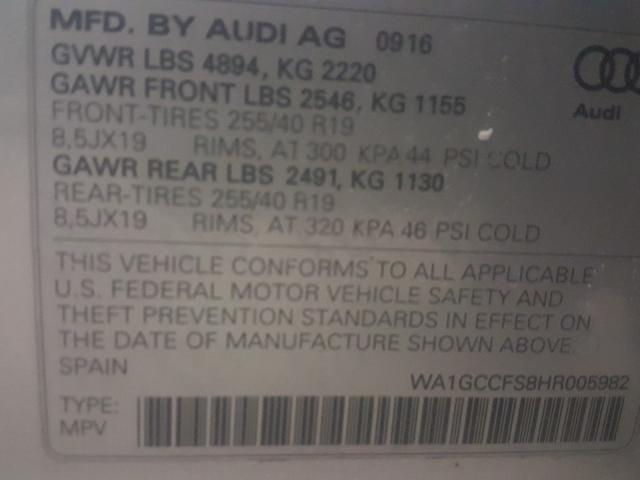 MFD. BY AUDI AG 0916
GVWR LBS 4894, KG 2220
GAWR FRONT LBS 2546, KG 1155
FRONT-TIRES 255/40 R19
8,5JX19 RIMS, AT 300 KPA 44 PSI COLD
GAWR REAR LBS 2491, KG 1130
REAR-TIRES 255/40 R19
8,5JX19 RIMS, AT 320 KPA 46 PSI COLD
Audi
THIS VEHICLE CONFORMS TO ALL APPLICABLE
U.S. FEDERAL MOTOR VEHICLE SAFETY AND
THEFT PREVENTION STANDARDS IN EFFECT ON
THE DATE OF MANUFACTURE SHOWN ABOVE.
SPAIN
WA1GCCFS8HR005982
TYPE:
MPV